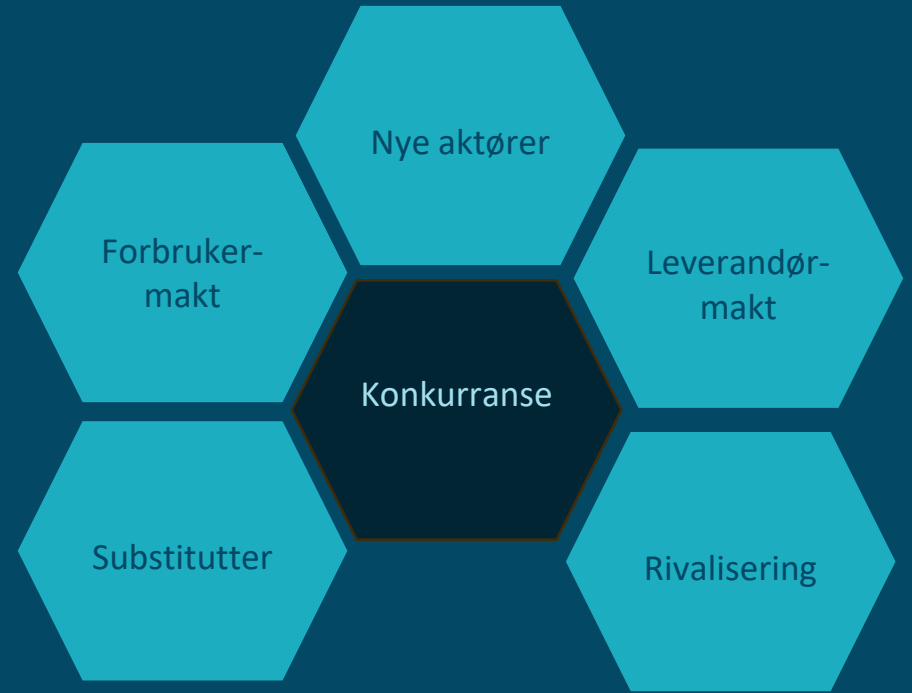 Nye aktører
Forbruker-
makt
Leverandør-
makt
Konkurranse
Substitutter
Rivalisering